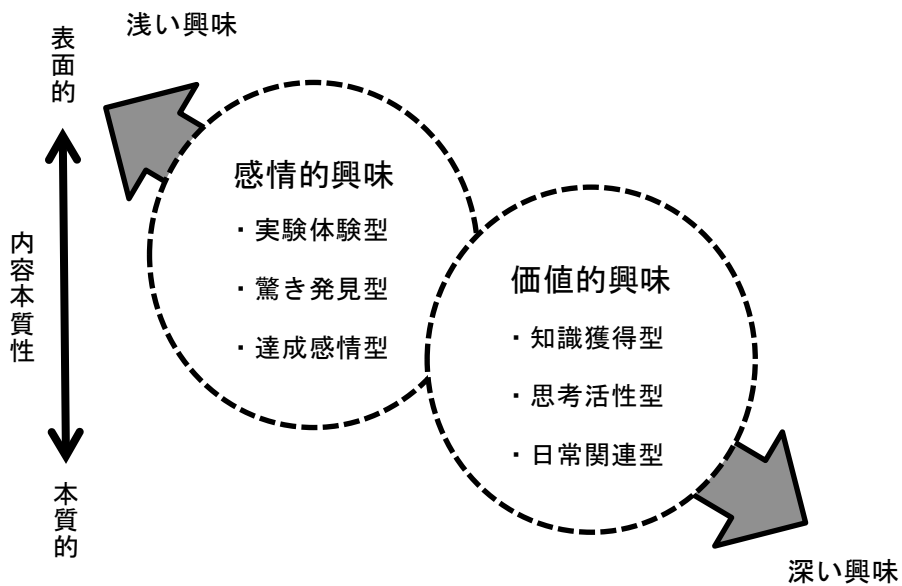 浅い興味
表面的
内容本質性
本質的
感情的興味
・実験体験型
・驚き発見型
・達成感情型
価値的興味
・知識獲得型
・思考活性型
・日常関連型
深い興味